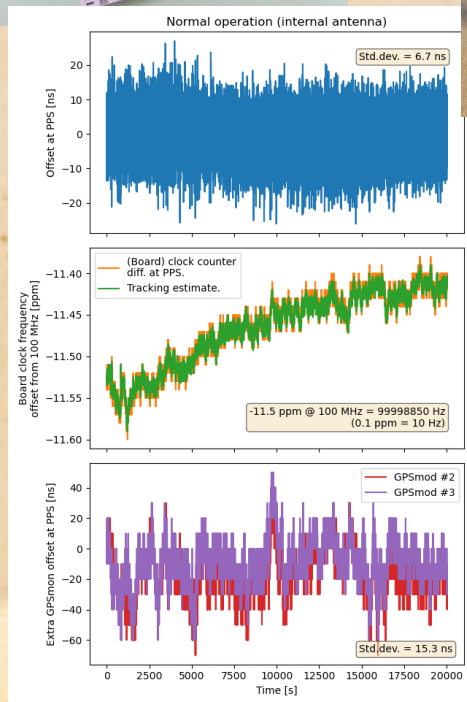 Normal operation (internal antenna)
Std.dev. = 6.7 ns
20
10
0
−10
−20
Offset at PPS [ns]
(Board) clock counter
diff. at PPS.
Tracking estimate.
−11.40
−11.45
−11.50
−11.55
−11.60
Board clock frequency
offset from 100 MHz [ppm]
-11.5 ppm @ 100 MHz = 99998850 Hz
(0.1 ppm = 10 Hz)
GPSmod #2
GPSmod #3
40
20
0
−20
−40
−60
Extra GPSmon offset at PPS [ns]
Std.dev. = 15.3 ns
0 2500 5000 7500 10000 12500 15000 17500 20000
Time [s]